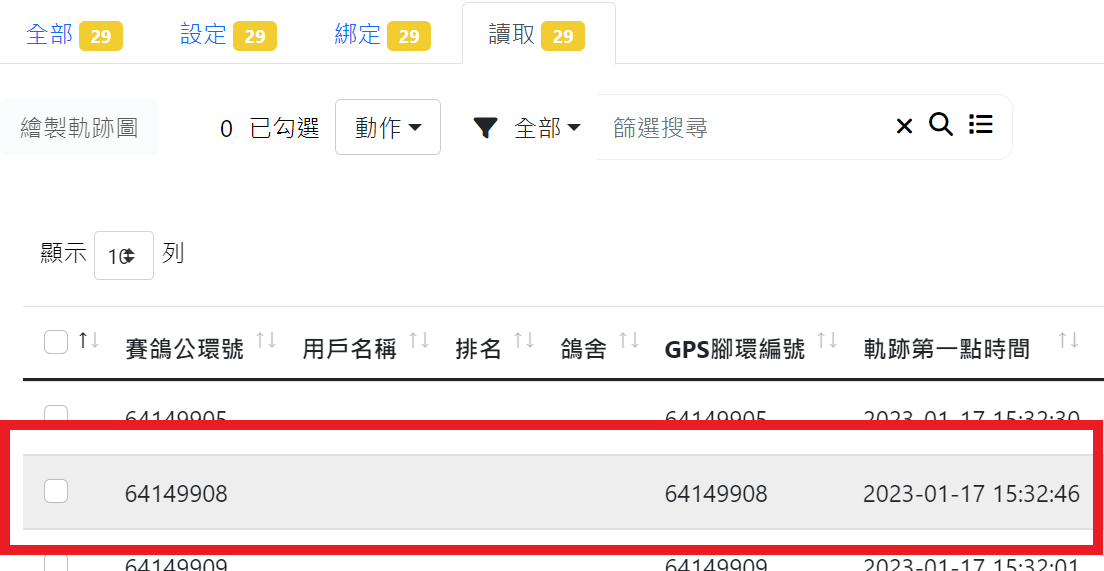 全部 29 設定 29 綁定 29 讀取 29
繪製軌跡圖 0 已勾選 動作 全部 篩選搜尋
顯示 10 列
賽鴿公環號 用戶名稱 排名 鴿舍 GPS腳環編號 軌跡第一點時間
64149905 64149905 2023-01-17 15:32:30
64149908 64149908 2023-01-17 15:32:46
64149909 64149909 2023-01-17 15:32:01